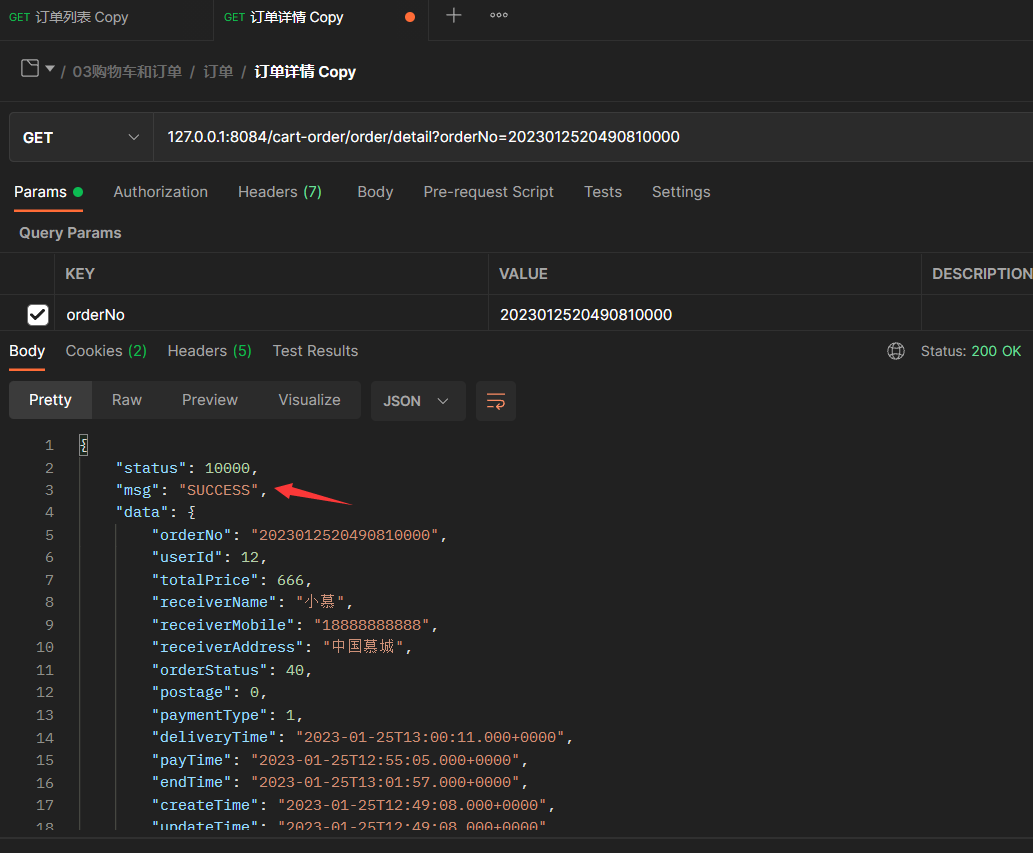 GET 订单列表 Copy GET 订单详情 Copy
/ 03购物车和订单 / 订单 / 订单详情 Copy
GET 127.0.0.1:8084/cart-order/order/detail?orderNo=2023012520490810000
Params Authorization Headers (7) Body Pre-request Script Tests Settings
Query Params
KEY VALUE DESCRIPTION
orderNo 2023012520490810000
Body Cookies (2) Headers (5) Test Results Status: 200 OK
Pretty Raw Preview Visualize JSON
1 {
2 "status": 10000,
3 "msg": "SUCCESS",
4 "data": {
5 "orderNo": "2023012520490810000",
6 "userId": 12,
7 "totalPrice": 666,
8 "receiverName": "小慕",
9 "receiverMobile": "18888888888",
10 "receiverAddress": "中国慕城",
11 "orderStatus": 40,
12 "postage": 0,
13 "paymentType": 1,
14 "deliveryTime": "2023-01-25T13:00:11.000+0000",
15 "payTime": "2023-01-25T12:55:05.000+0000",
16 "endTime": "2023-01-25T13:01:57.000+0000",
17 "createTime": "2023-01-25T12:49:08.000+0000",
18 "updateTime": "2023-01-25T12:49:08.000+0000"